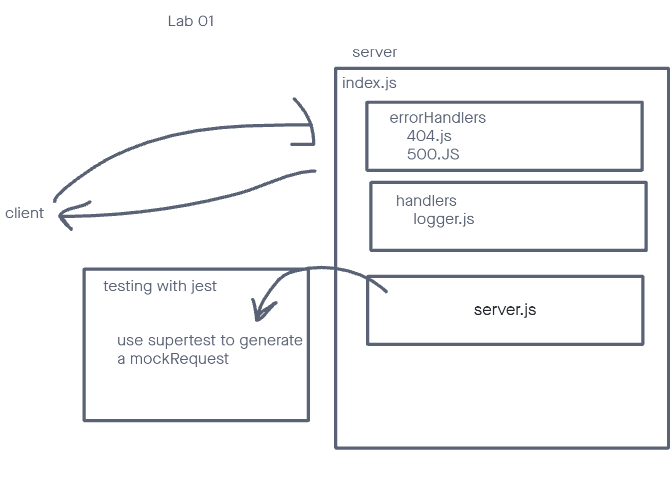 Lab 01
server
index.js
errorHandlers
404.js
500.JS
handlers
logger.js
client
testing with jest
server.js
use supertest to generate
a mockRequest